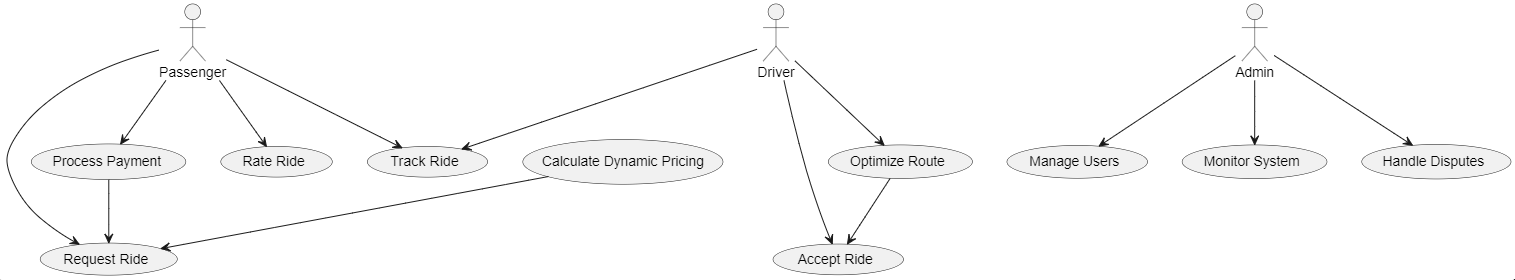 Passenger
Driver
Admin
Process Payment
Rate Ride
Track Ride
Calculate Dynamic Pricing
Optimize Route
Manage Users
Monitor System
Handle Disputes
Request Ride
Accept Ride